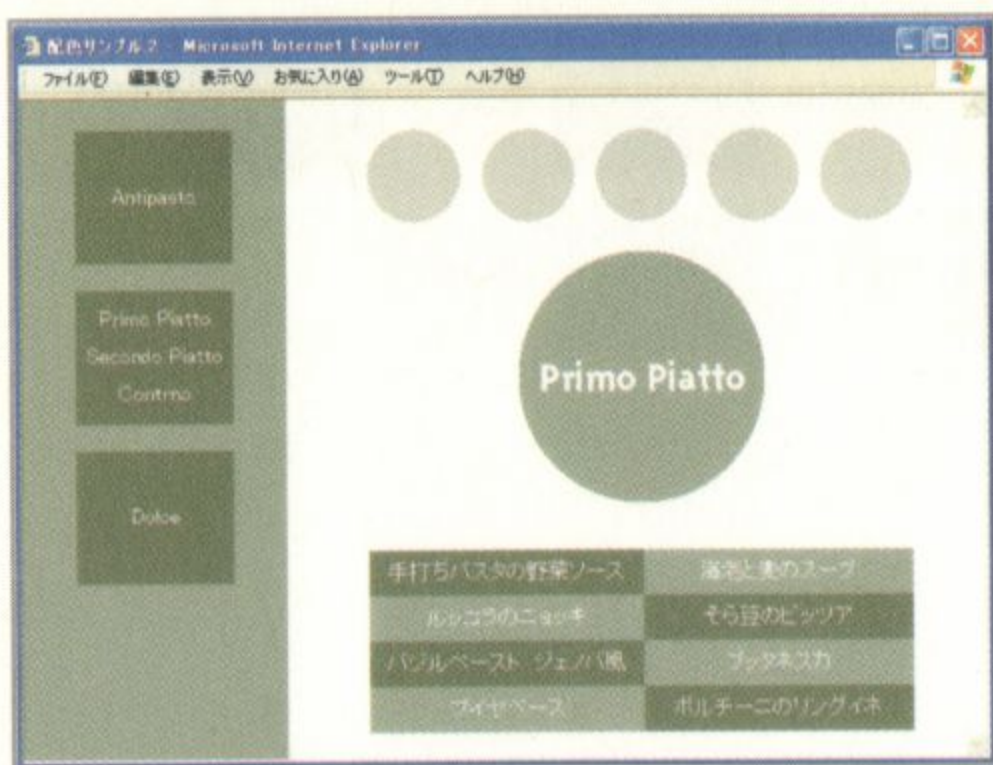 配色サンプル2 - Microsoft Internet Explorer
ファイル(F) 編集(E) 表示(V) お気に入り(A) ツール(T) ヘルプ(H)
Antipasto
Primo Piatto
Secondo Piatto
Contrno
Dolce
Primo Piatto
手打ちパスタの野菜ソース 海老と麦のスープ
ルッコラのニョッキ そら豆のピッツア
バジルペースト ジェノバ風 プッタネスカ
ブイヤベース ポルチーニのリングイネ